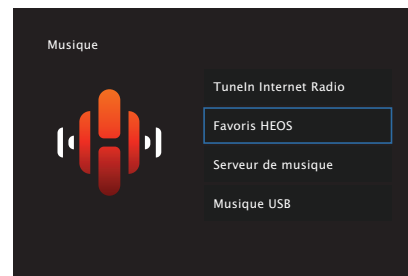 Musique
TuneIn Internet Radio
Favoris HEOS
Serveur de musique
Musique USB